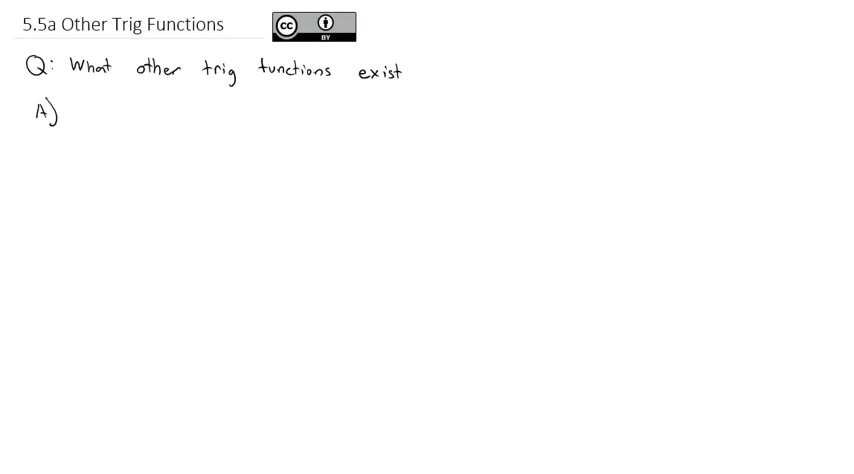 5.5a Other Trig Functions
CC BY
Q: What other trig functions exist
A)